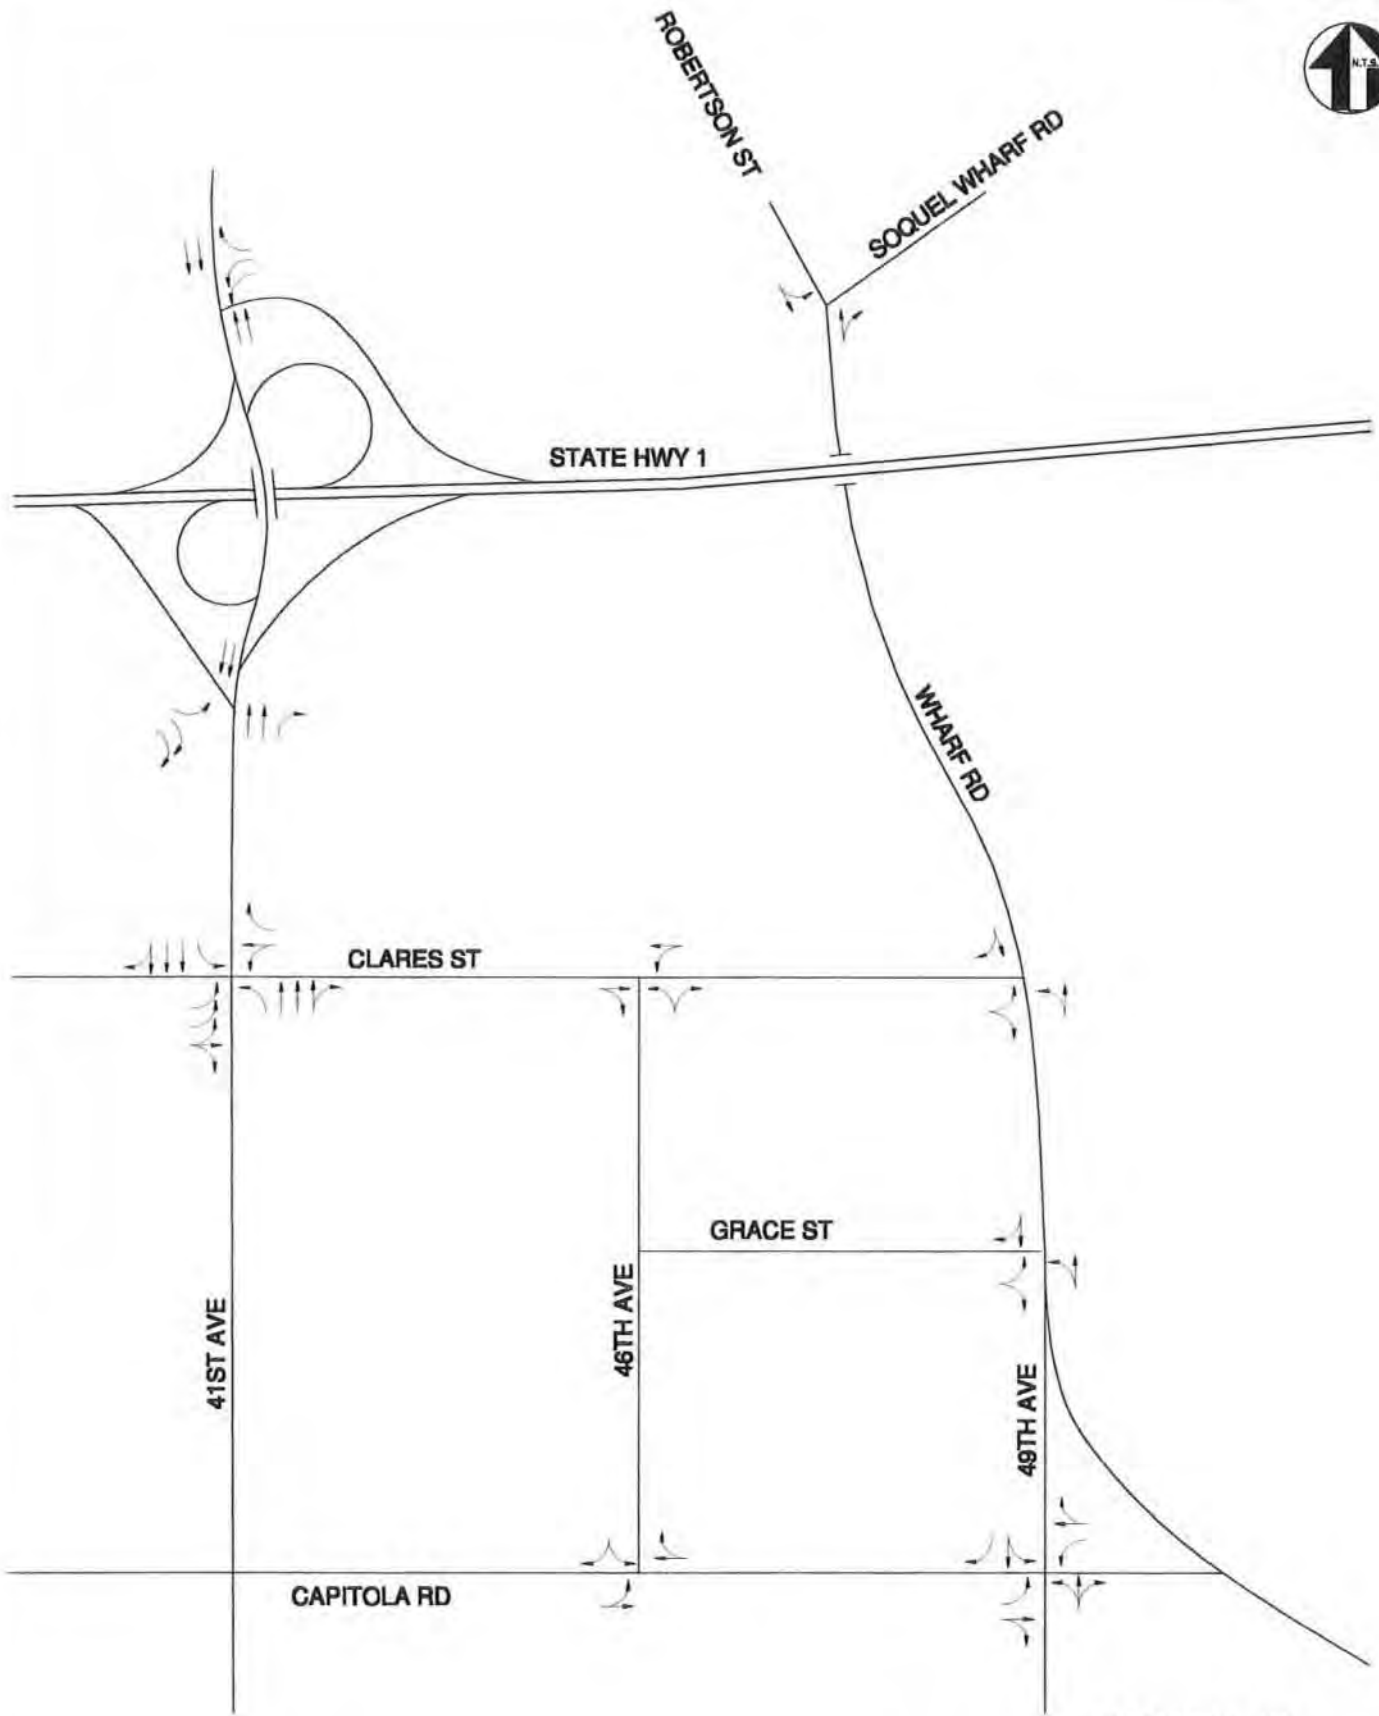 ROBERTSON ST
N.T.S.
SOQUEL WHARF RD
STATE HWY 1
WHARF RD
CLARES ST
GRACE ST
41ST AVE
46TH AVE
49TH AVE
CAPITOLA RD